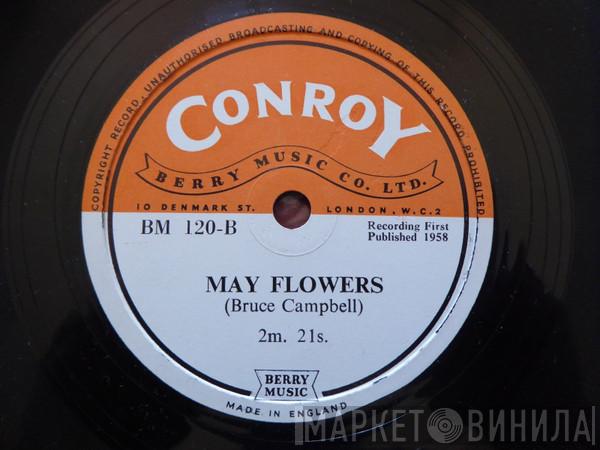 COPYRIGHT RECORD. UNAUTHORISED BROADCASTING AND COPYING OF THIS RECORD PROHIBITED
CONROY
BERRY MUSIC CO. LTD.
10 DENMARK ST. LONDON, W.C.2
BM 120-B
Recording First
Published 1958
MAY FLOWERS
(Bruce Campbell)
2m. 21s.
BERRY
MUSIC
MADE IN ENGLAND
МАРКЕТ ВИНИЛА